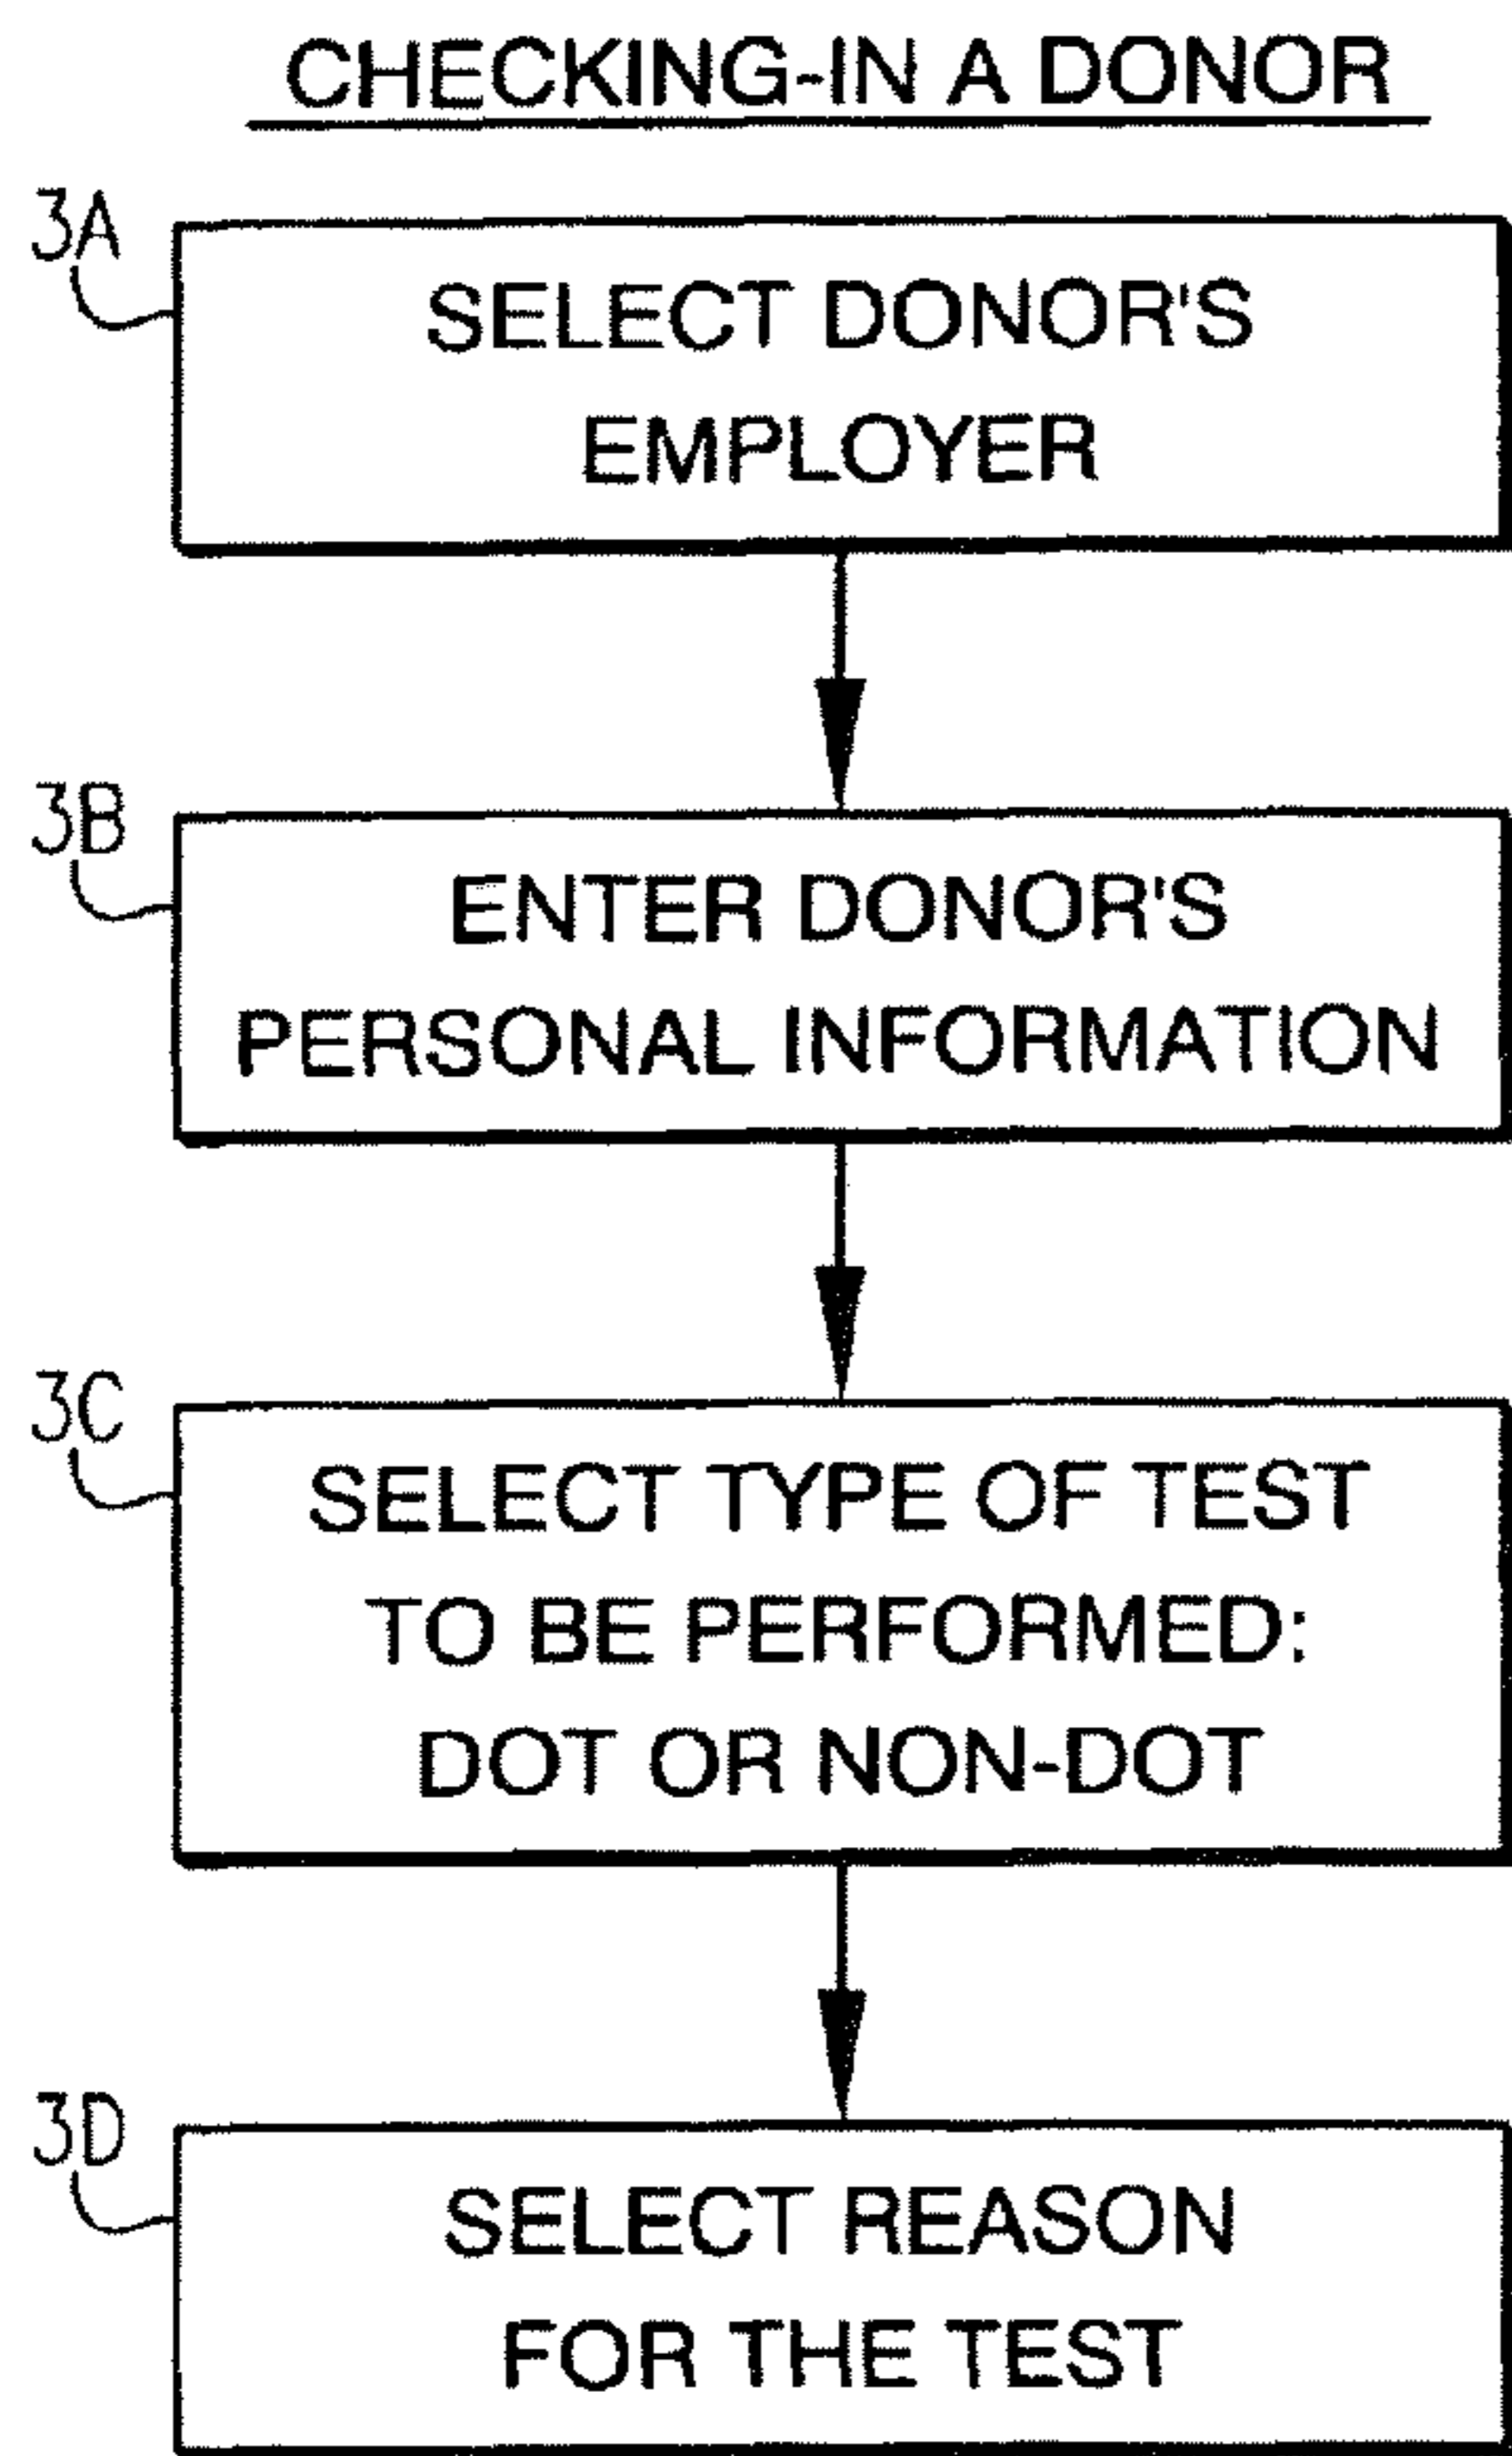 CHECKING-IN A DONOR
3A
SELECT DONOR'S
EMPLOYER
3B
ENTER DONOR'S
PERSONAL INFORMATION
3C
SELECT TYPE OF TEST
TO BE PERFORMED:
DOT OR NON-DOT
3D
SELECT REASON
FOR THE TEST